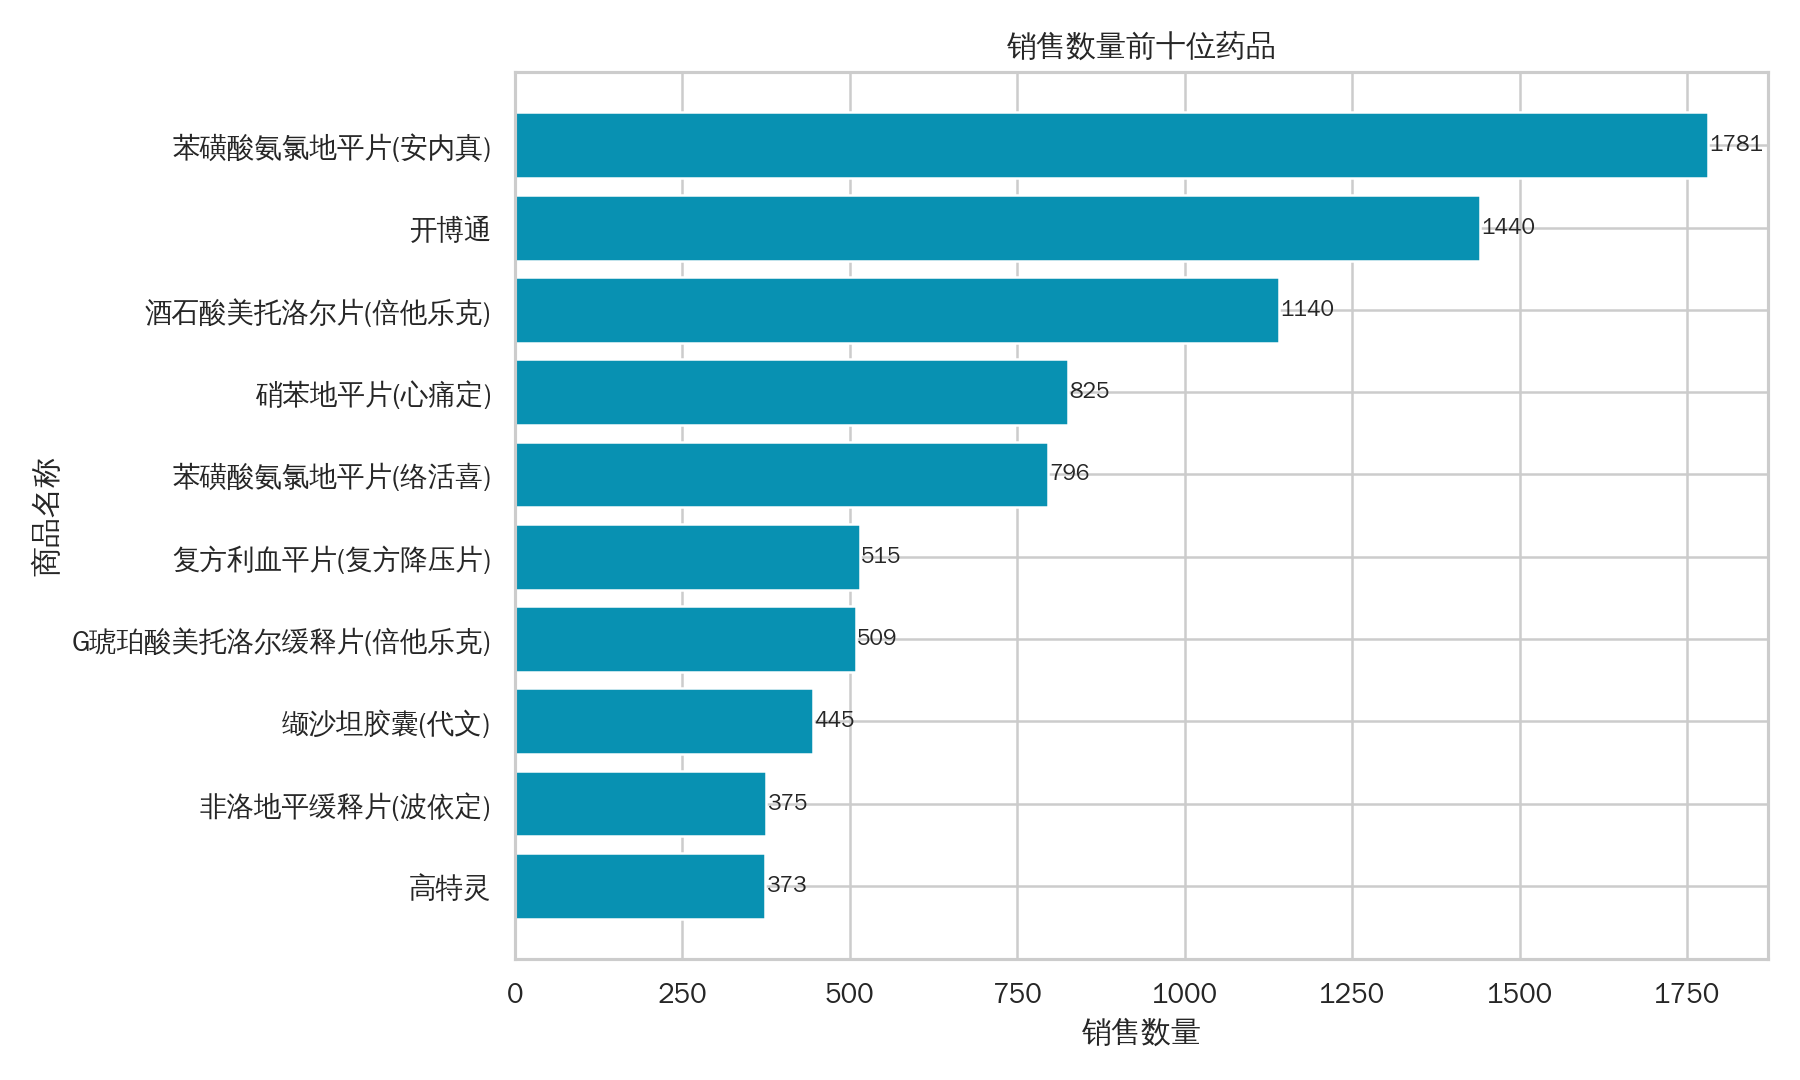 销售数量前十位药品
商品名称
苯磺酸氨氯地平片(安内真) 1781
开博通 1440
酒石酸美托洛尔片(倍他乐克) 1140
硝苯地平片(心痛定) 825
苯磺酸氨氯地平片(络活喜) 796
复方利血平片(复方降压片) 515
G琥珀酸美托洛尔缓释片(倍他乐克) 509
缬沙坦胶囊(代文) 445
非洛地平缓释片(波依定) 375
高特灵 373
0 250 500 750 1000 1250 1500 1750
销售数量